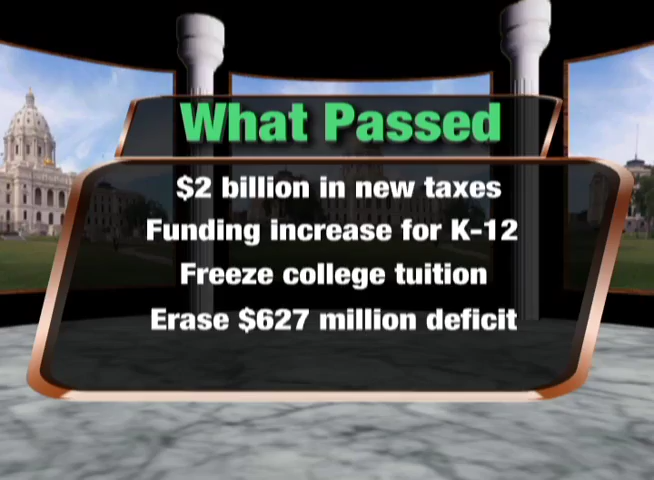 What Passed
$2 billion in new taxes
Funding increase for K-12
Freeze college tuition
Erase $627 million deficit